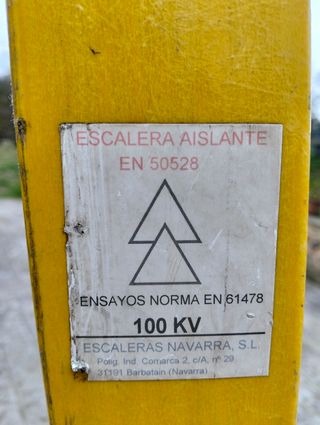 ESCALERA AISLANTE
EN 50528
ENSAYOS NORMA EN 61478
100 KV
ESCALERAS NAVARRA, S.L.
Polig. Ind. Comarca 2, c/A, nº 29
31191 Barbatain (Navarra)